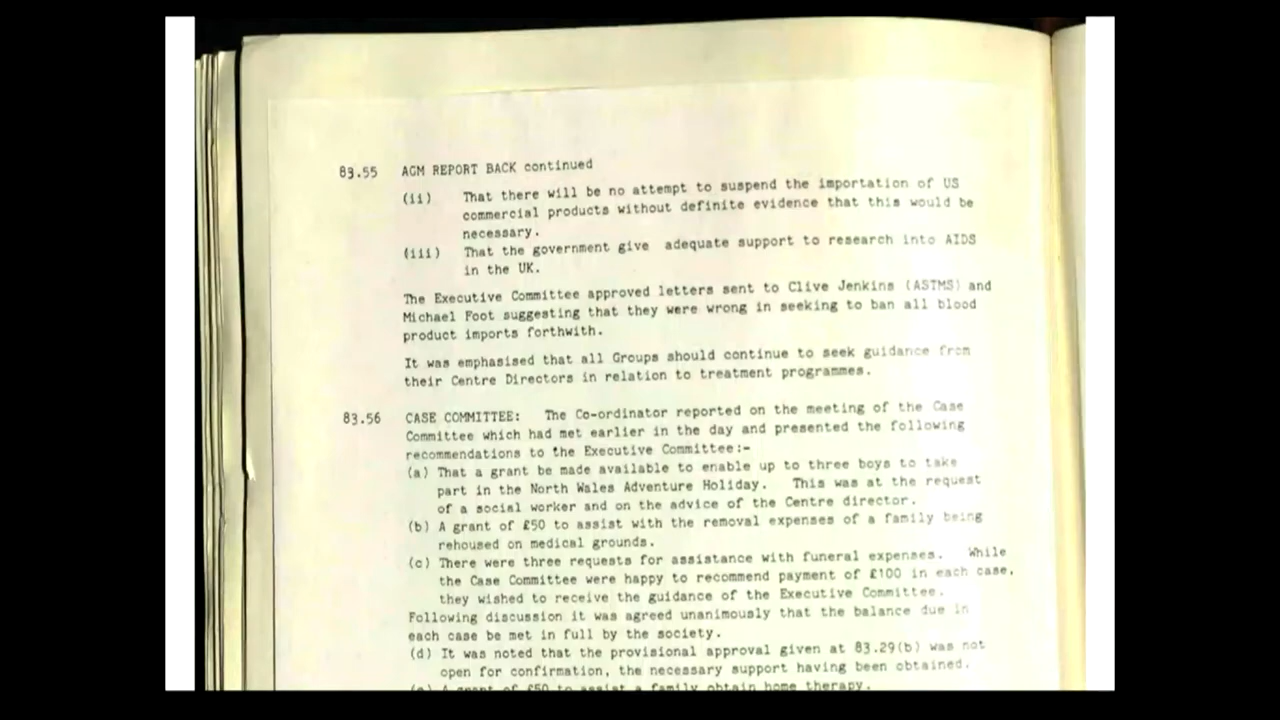 83.55 AGM REPORT BACK continued
(ii) That there will be no attempt to suspend the importation of US
commercial products without definite evidence that this would be
necessary.
(iii) That the government give adequate support to research into AIDS
in the UK.
The Executive Committee approved letters sent to Clive Jenkins (ASTMS) and
Michael Foot suggesting that they were wrong in seeking to ban all blood
product imports forthwith.
It was emphasised that all Groups should continue to seek guidance from
their Centre Directors in relation to treatment programmes.
83.56 CASE COMMITTEE: The Co-ordinator reported on the meeting of the Case
Committee which had met earlier in the day and presented the following
recommendations to the Executive Committee:-
(a) That a grant be made available to enable up to three boys to take
part in the North Wales Adventure Holiday. This was at the request
of a social worker and on the advice of the Centre director.
(b) A grant of £50 to assist with the removal expenses of a family being
rehoused on medical grounds.
(c) There were three requests for assistance with funeral expenses. While
the Case Committee were happy to recommend payment of £100 in each case,
they wished to receive the guidance of the Executive Committee.
Following discussion it was agreed unanimously that the balance due in
each case be met in full by the society.
(d) It was noted that the provisional approval given at 83.29(b) was not
open for confirmation, the necessary support having been obtained.
(e) A grant of £50 to assist a family obtain home therapy.